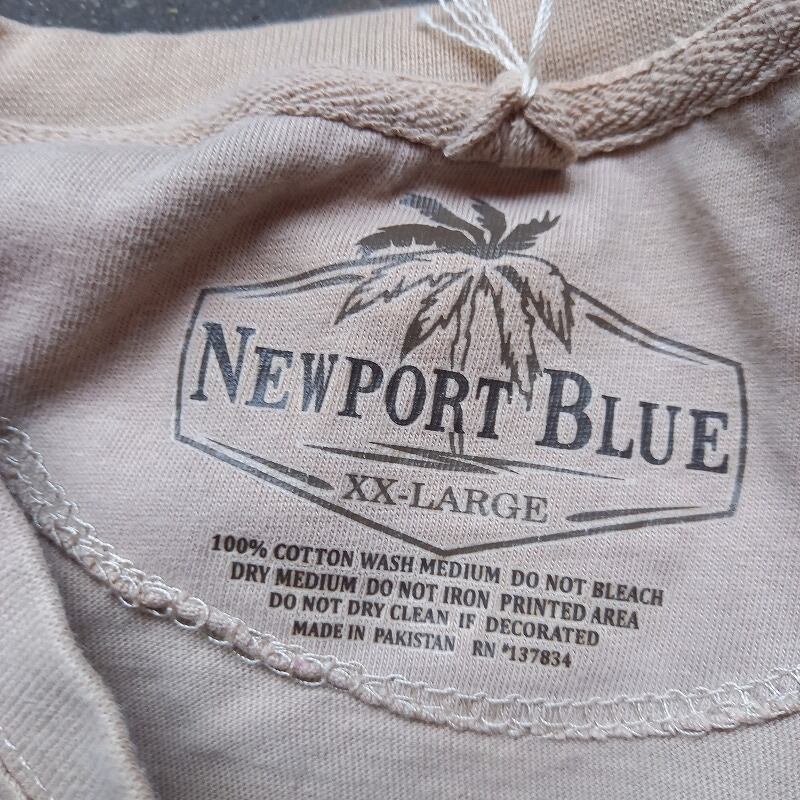 NEWPORT BLUE
XX-LARGE
100% COTTON WASH MEDIUM DO NOT BLEACH
DRY MEDIUM DO NOT IRON PRINTED AREA
DO NOT DRY CLEAN IF DECORATED
MADE IN PAKISTAN RN #137834